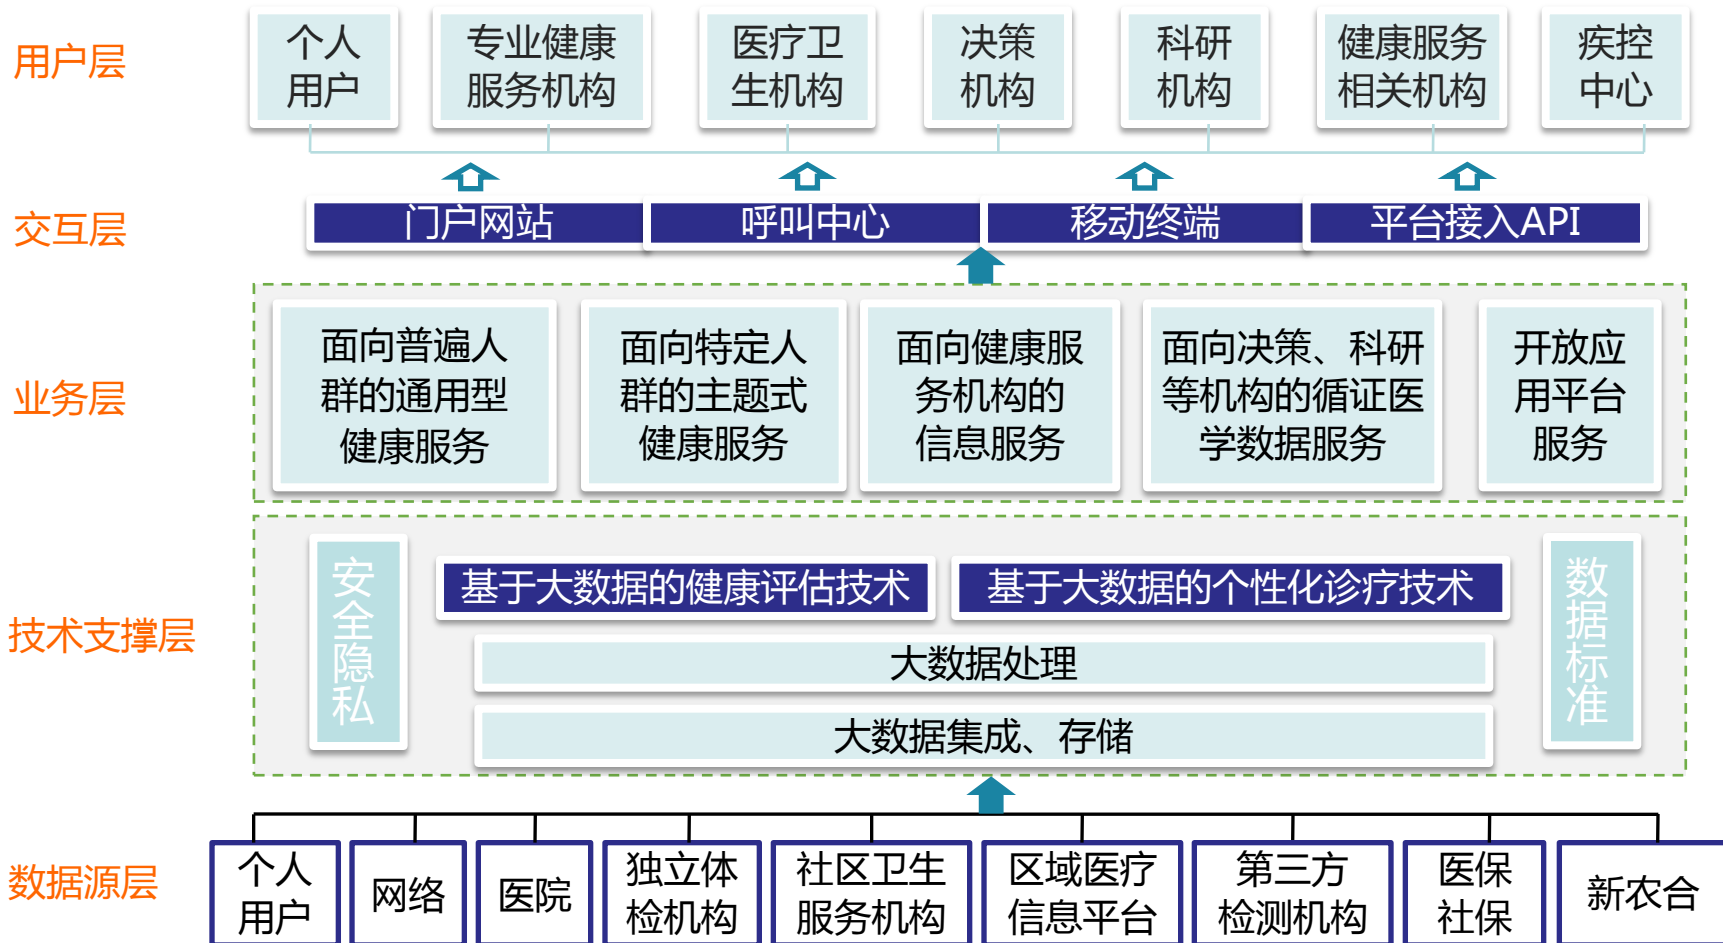 用户层
个人
用户
专业健康
服务机构
医疗卫
生机构
决策
机构
科研
机构
健康服务
相关机构
疾控
中心
交互层
门户网站
呼叫中心
移动终端
平台接入API
业务层
面向普遍人
群的通用型
健康服务
面向特定人
群的主题式
健康服务
面向健康服
务机构的
信息服务
面向决策、科研
等机构的循证医
学数据服务
开放应
用平台
服务
技术支撑层
安全隐私
基于大数据的健康评估技术
基于大数据的个性化诊疗技术
大数据处理
大数据集成、存储
数据标准
数据源层
个人
用户
网络
医院
独立体
检机构
社区卫生
服务机构
区域医疗
信息平台
第三方
检测机构
医保
社保
新农合